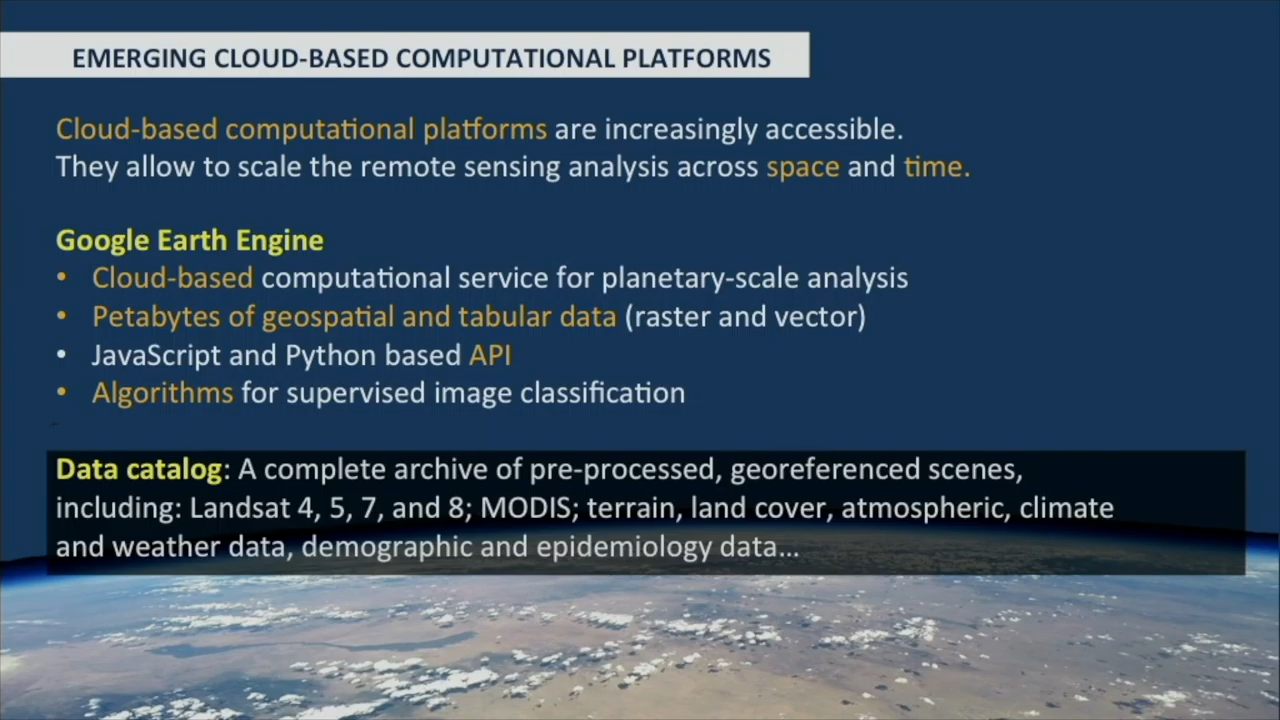 EMERGING CLOUD-BASED COMPUTATIONAL PLATFORMS
Cloud-based computational platforms are increasingly accessible.
They allow to scale the remote sensing analysis across space and time.
Google Earth Engine
• Cloud-based computational service for planetary-scale analysis
• Petabytes of geospatial and tabular data (raster and vector)
• JavaScript and Python based API
• Algorithms for supervised image classification
Data catalog: A complete archive of pre-processed, georeferenced scenes,
including: Landsat 4, 5, 7, and 8; MODIS; terrain, land cover, atmospheric, climate
and weather data, demographic and epidemiology data...